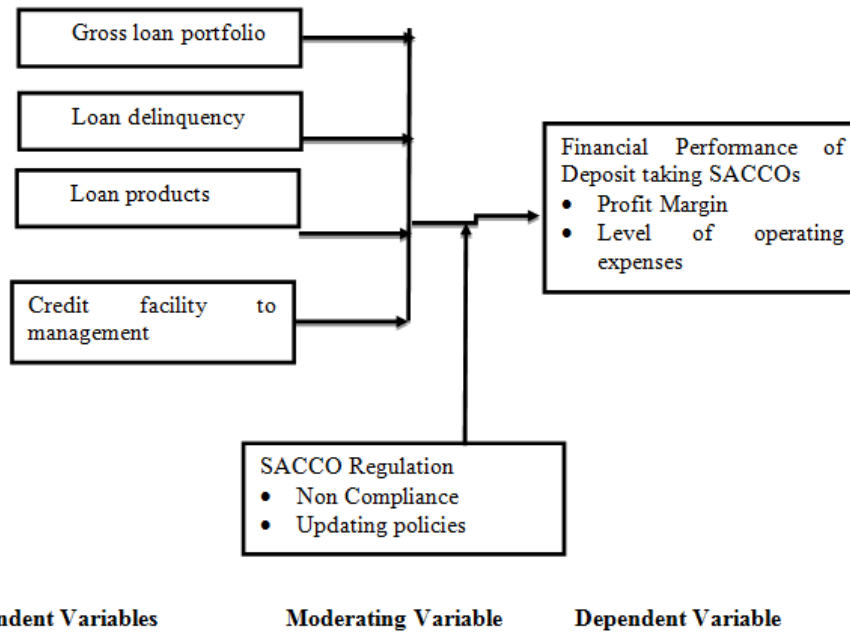 Gross loan portfolio
Loan delinquency
Loan products
Credit facility to
management
Financial Performance of
Deposit taking SACCOs
• Profit Margin
• Level of operating
expenses
SACCO Regulation
• Non Compliance
• Updating policies
ndent Variables
Moderating Variable
Dependent Variable